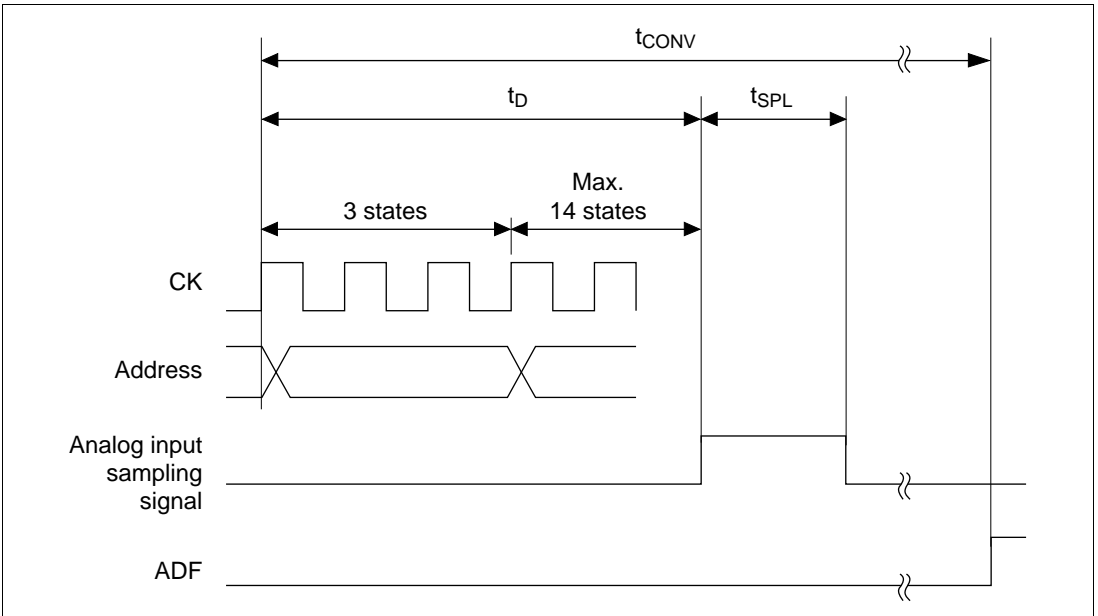 tCONV
tD
tSPL
3 states
Max.
14 states
CK
Address
Analog input
sampling
signal
ADF